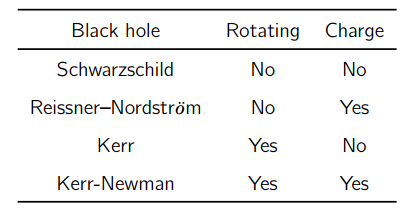 Black hole Rotating Charge
Schwarzschild No No
Reissner–Nordström No Yes
Kerr Yes No
Kerr-Newman Yes Yes